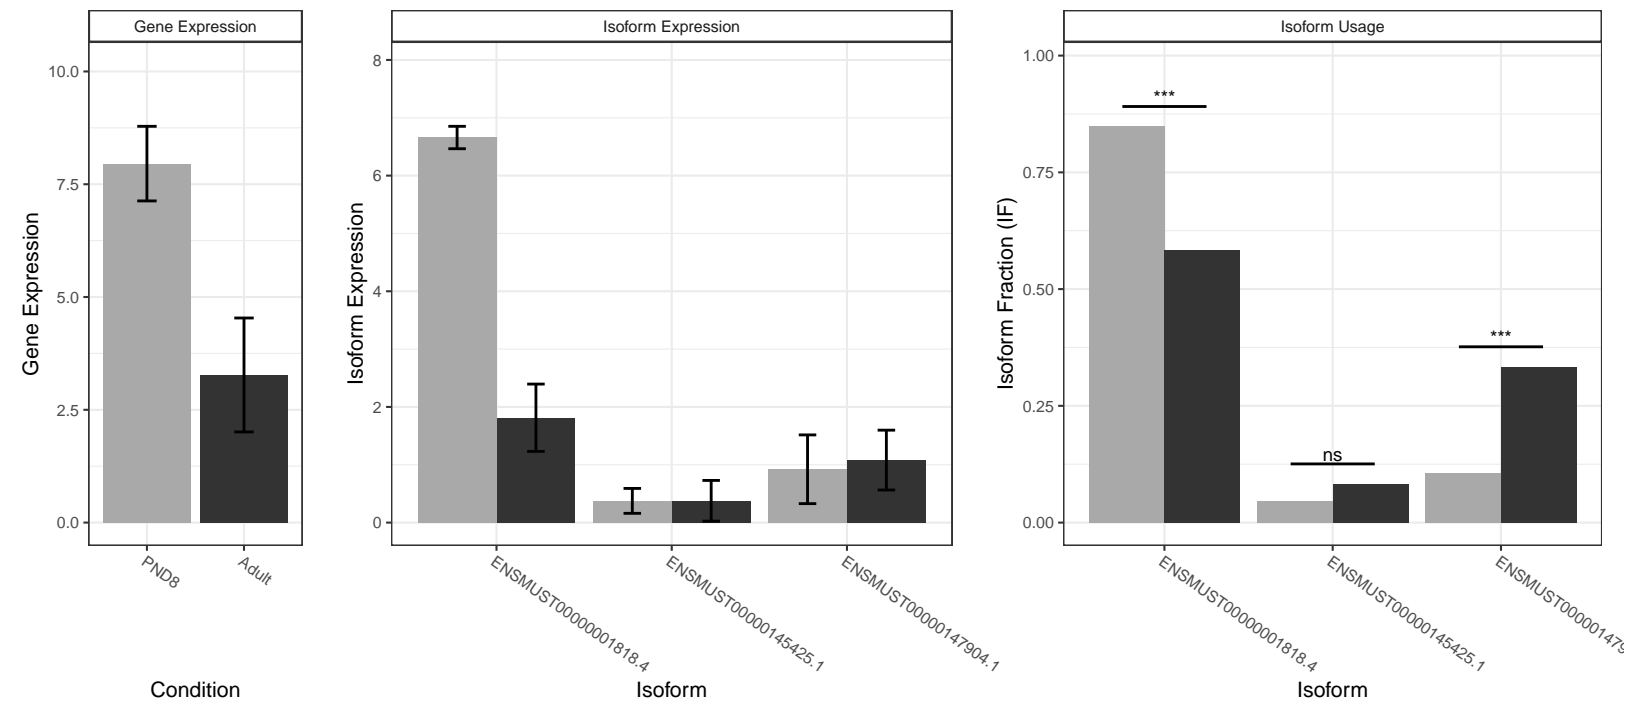 Gene Expression
Isoform Expression
Isoform Usage
Gene Expression
10.0
7.5
5.0
2.5
0.0
PND8
Adult
Condition
Isoform Expression
8
6
4
2
0
ENSMUST00000001818.4
ENSMUST00000145425.1
ENSMUST00000147904.1
Isoform
Isoform Fraction (IF)
1.00
0.75
0.50
0.25
0.00
***
ns
***
ENSMUST00000001818.4
ENSMUST00000145425.1
ENSMUST000001479
Isoform